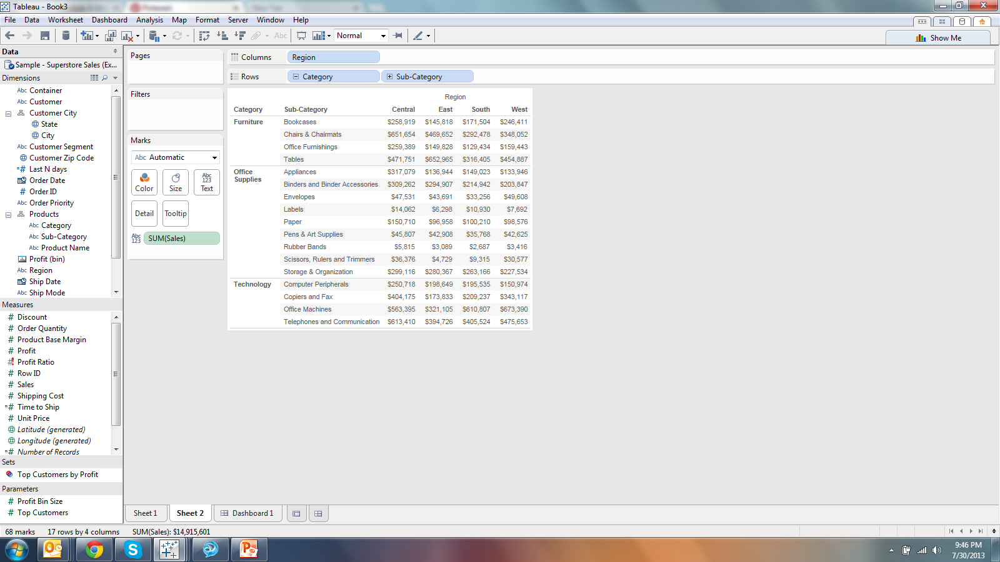 Tableau - Book3
File Data Worksheet Dashboard Analysis Map Format Server Window Help
Abc Normal
Show Me
Data
Sample - Superstore Sales (Ex...
Dimensions
Abc Container
Abc Customer
Customer City
State
City
Abc Customer Segment
Customer Zip Code
=# Last N days
Order Date
# Order ID
Abc Order Priority
Products
Abc Category
Abc Sub-Category
Abc Product Name
Profit (bin)
Abc Region
Ship Date
Abc Ship Mode
Measures
# Discount
# Order Quantity
# Product Base Margin
# Profit
# Profit Ratio
# Row ID
# Sales
# Shipping Cost
=# Time to Ship
# Unit Price
Latitude (generated)
Longitude (generated)
=# Number of Records
Sets
Top Customers by Profit
Parameters
# Profit Bin Size
# Top Customers
Pages
Filters
Marks
Abc Automatic
Color Size Abc 123 Text
Detail Tooltip
Abc 123 SUM(Sales)
Columns Region
Rows Category Sub-Category
Region
Category Sub-Category Central East South West
Furniture Bookcases $258,919 $145,818 $171,504 $246,411
Chairs & Chairmats $651,654 $469,652 $292,478 $348,052
Office Furnishings $259,389 $149,828 $129,434 $159,443
Tables $471,751 $652,965 $316,405 $454,887
Office Supplies Appliances $317,079 $136,944 $149,023 $133,946
Binders and Binder Accessories $309,262 $294,907 $214,942 $203,847
Envelopes $47,531 $43,691 $33,256 $49,608
Labels $14,062 $6,298 $10,930 $7,692
Paper $150,710 $96,958 $100,210 $98,576
Pens & Art Supplies $45,807 $42,908 $35,768 $42,625
Rubber Bands $5,815 $3,089 $2,687 $3,416
Scissors, Rulers and Trimmers $36,376 $4,729 $9,315 $30,577
Storage & Organization $299,116 $280,367 $263,166 $227,534
Technology Computer Peripherals $250,718 $198,649 $195,535 $150,974
Copiers and Fax $404,175 $173,833 $209,237 $343,117
Office Machines $563,395 $321,105 $610,807 $673,390
Telephones and Communication $613,410 $394,726 $405,524 $475,653
Sheet 1 Sheet 2 Dashboard 1
68 marks 17 rows by 4 columns SUM(Sales): $14,915,601
9:46 PM
7/30/2013